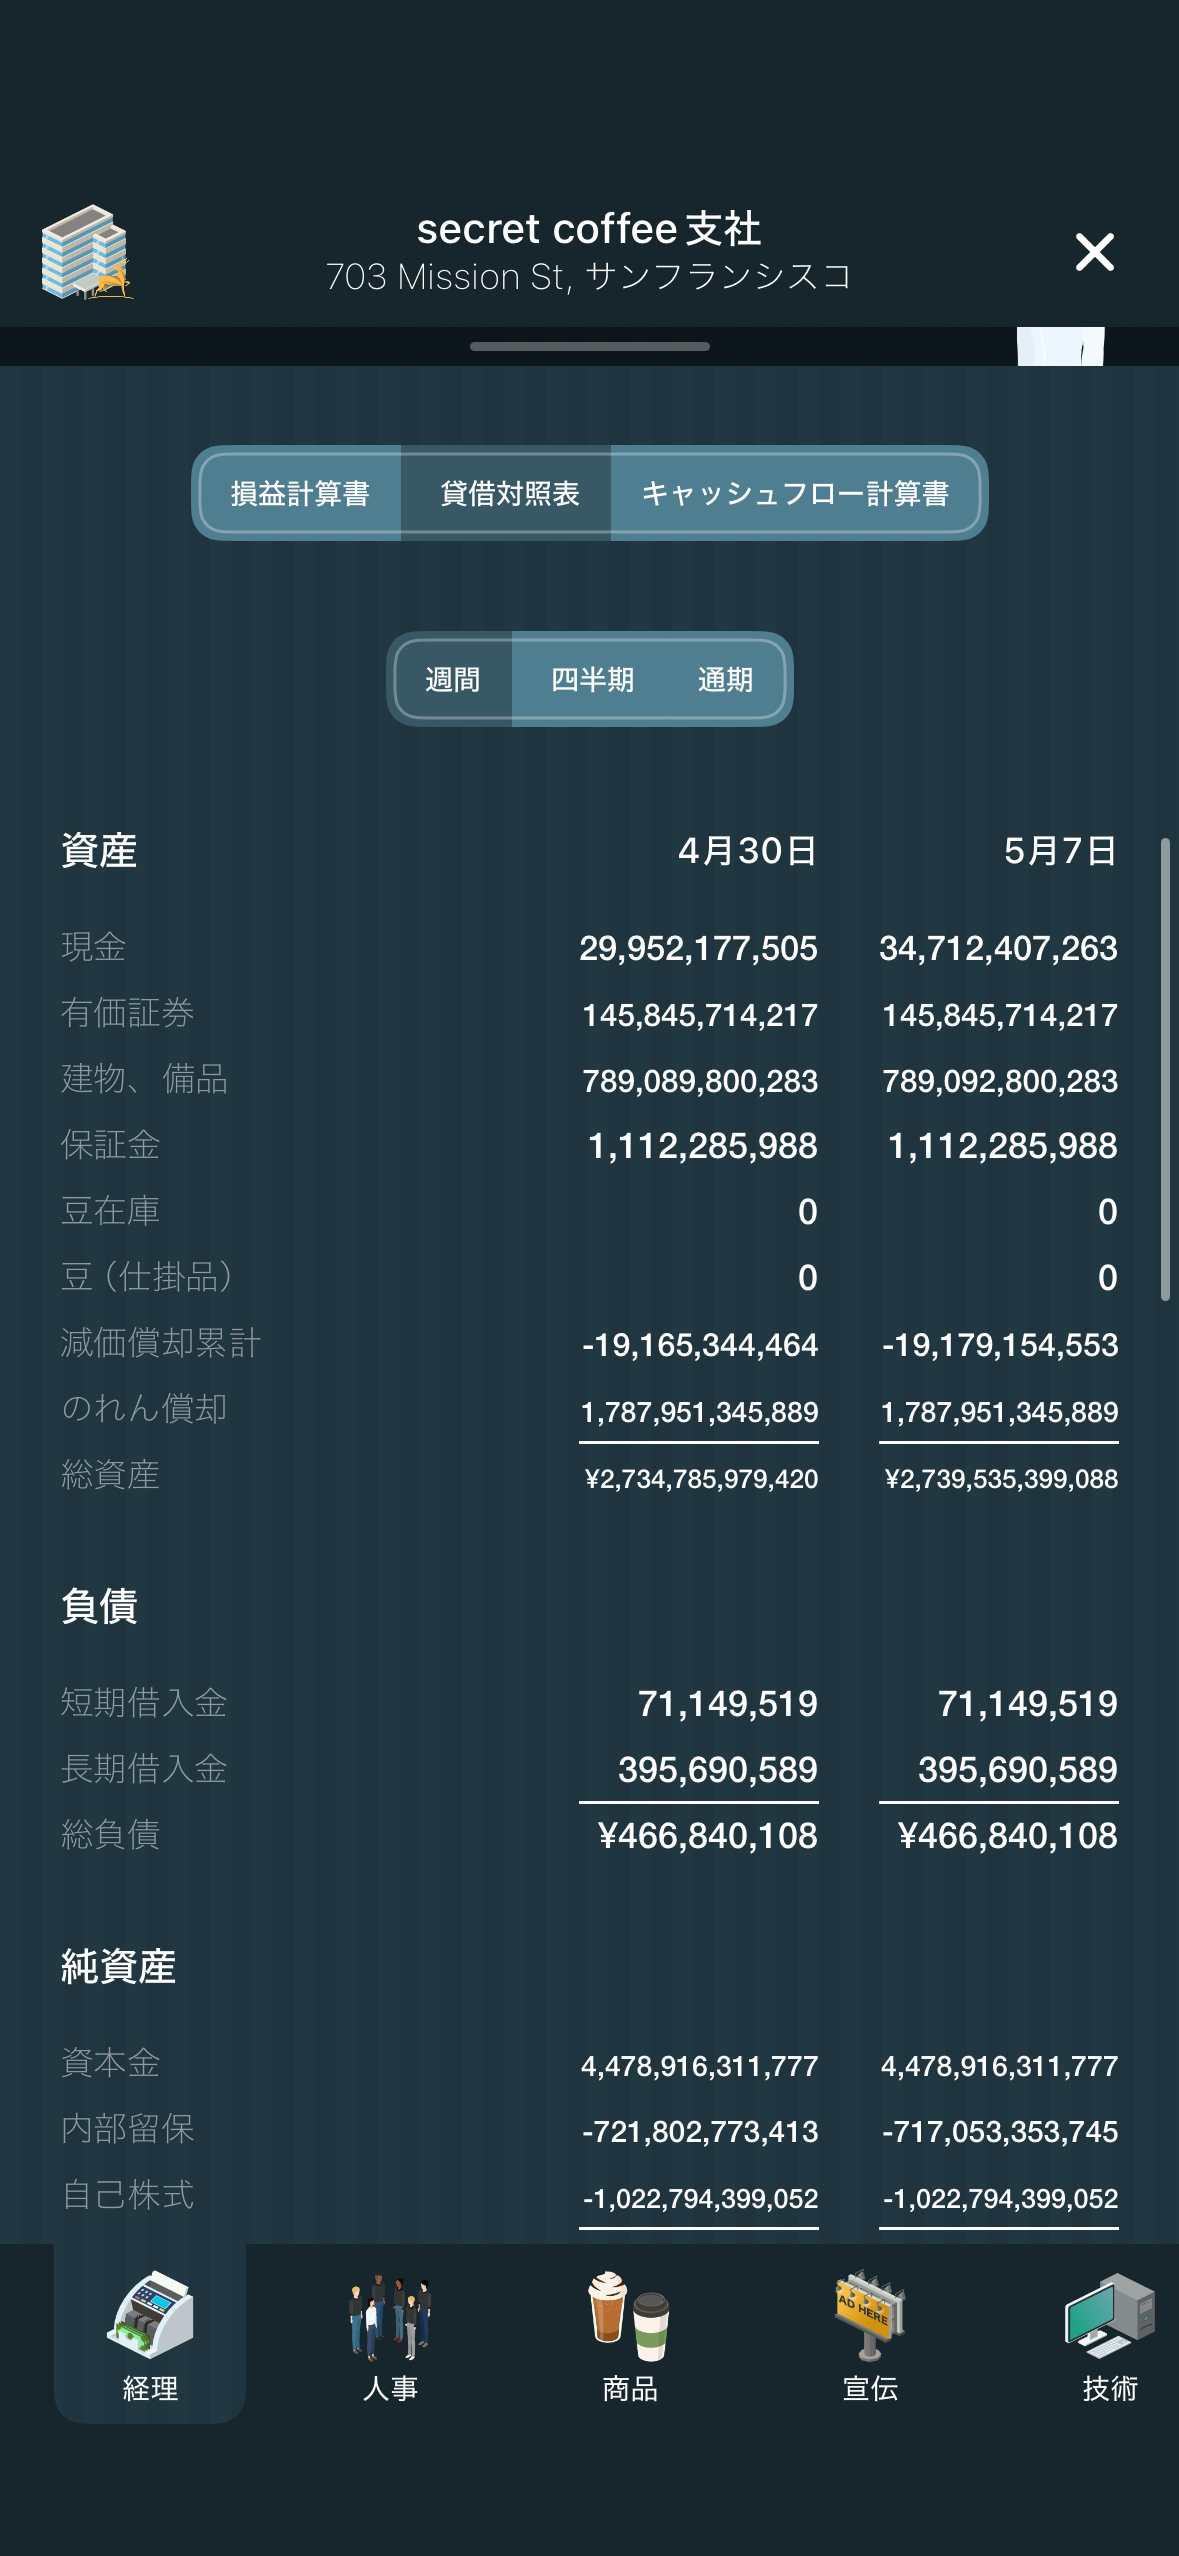 secret coffee支社
703 Mission St, サンフランシスコ
損益計算書 貸借対照表 キャッシュフロー計算書
週間 四半期 通期
資産 4月30日 5月7日
現金 29,952,177,505 34,712,407,263
有価証券 145,845,714,217 145,845,714,217
建物、備品 789,089,800,283 789,092,800,283
保証金 1,112,285,988 1,112,285,988
豆在庫 0 0
豆（仕掛品） 0 0
減価償却累計 -19,165,344,464 -19,179,154,553
のれん償却 1,787,951,345,889 1,787,951,345,889
総資産 ¥2,734,785,979,420 ¥2,739,535,399,088
負債
短期借入金 71,149,519 71,149,519
長期借入金 395,690,589 395,690,589
総負債 ¥466,840,108 ¥466,840,108
純資産
資本金 4,478,916,311,777 4,478,916,311,777
内部留保 -721,802,773,413 -717,053,353,745
自己株式 -1,022,794,399,052 -1,022,794,399,052
AD HERE
経理 人事 商品 宣伝 技術